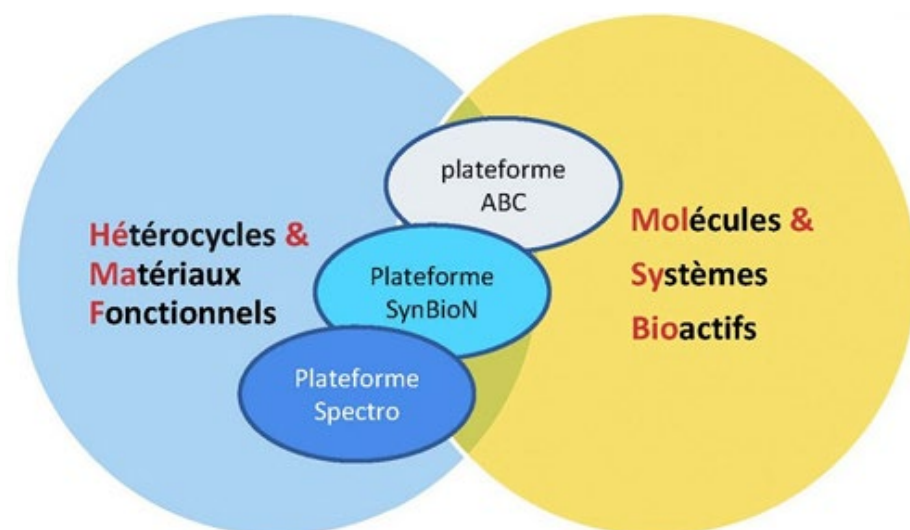 Hétérocycles &
Matériaux
Fonctionnels
plateforme
ABC
Plateforme
SynBioN
Plateforme
Spectro
Molécules &
Systèmes
Bioactifs